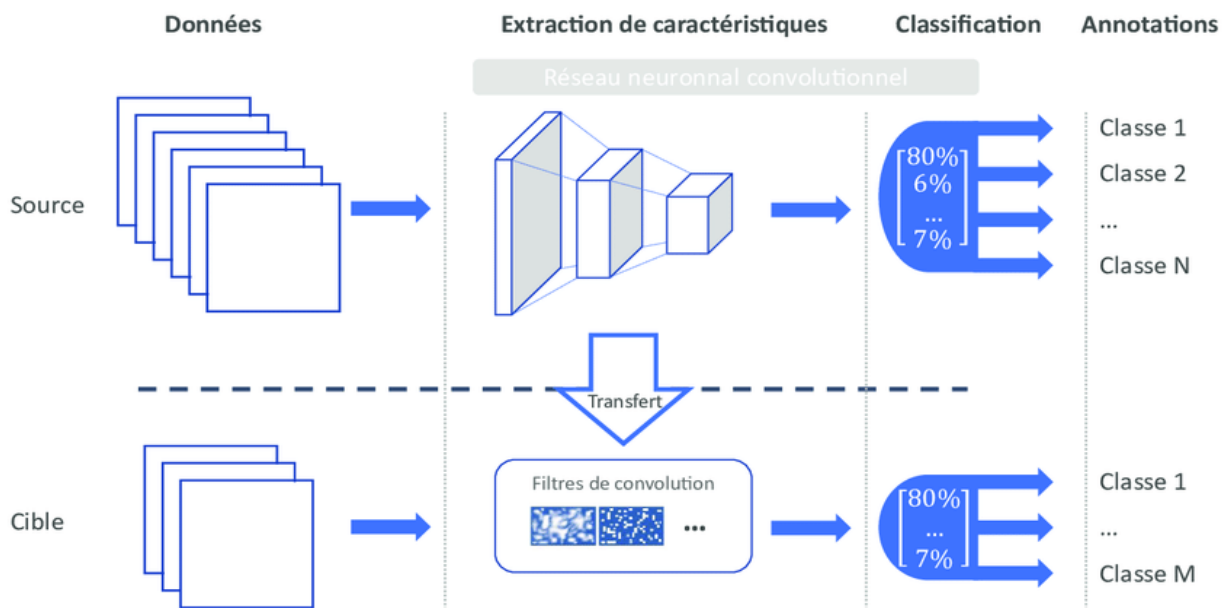 Données
Extraction de caractéristiques
Classification
Annotations
Réseau neuronnal convolutionnel
Source
80%
6%
...
7%
Classe 1
Classe 2
...
Classe N
Transfert
Cible
Filtres de convolution
...
80%
...
7%
Classe 1
...
Classe M